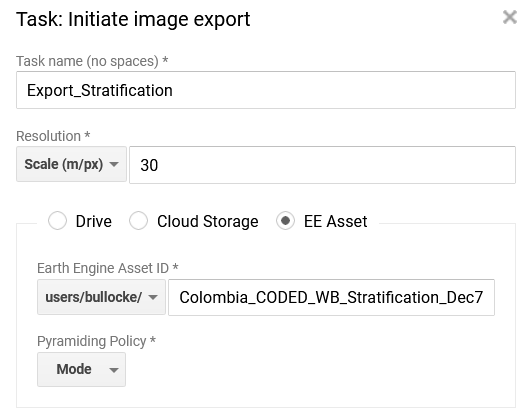 Task: Initiate image export
Task name (no spaces) *
Export_Stratification
Resolution *
Scale (m/px) 30
Drive Cloud Storage EE Asset
Earth Engine Asset ID *
users/bullocke/ Colombia_CODED_WB_Stratification_Dec7
Pyramiding Policy *
Mode